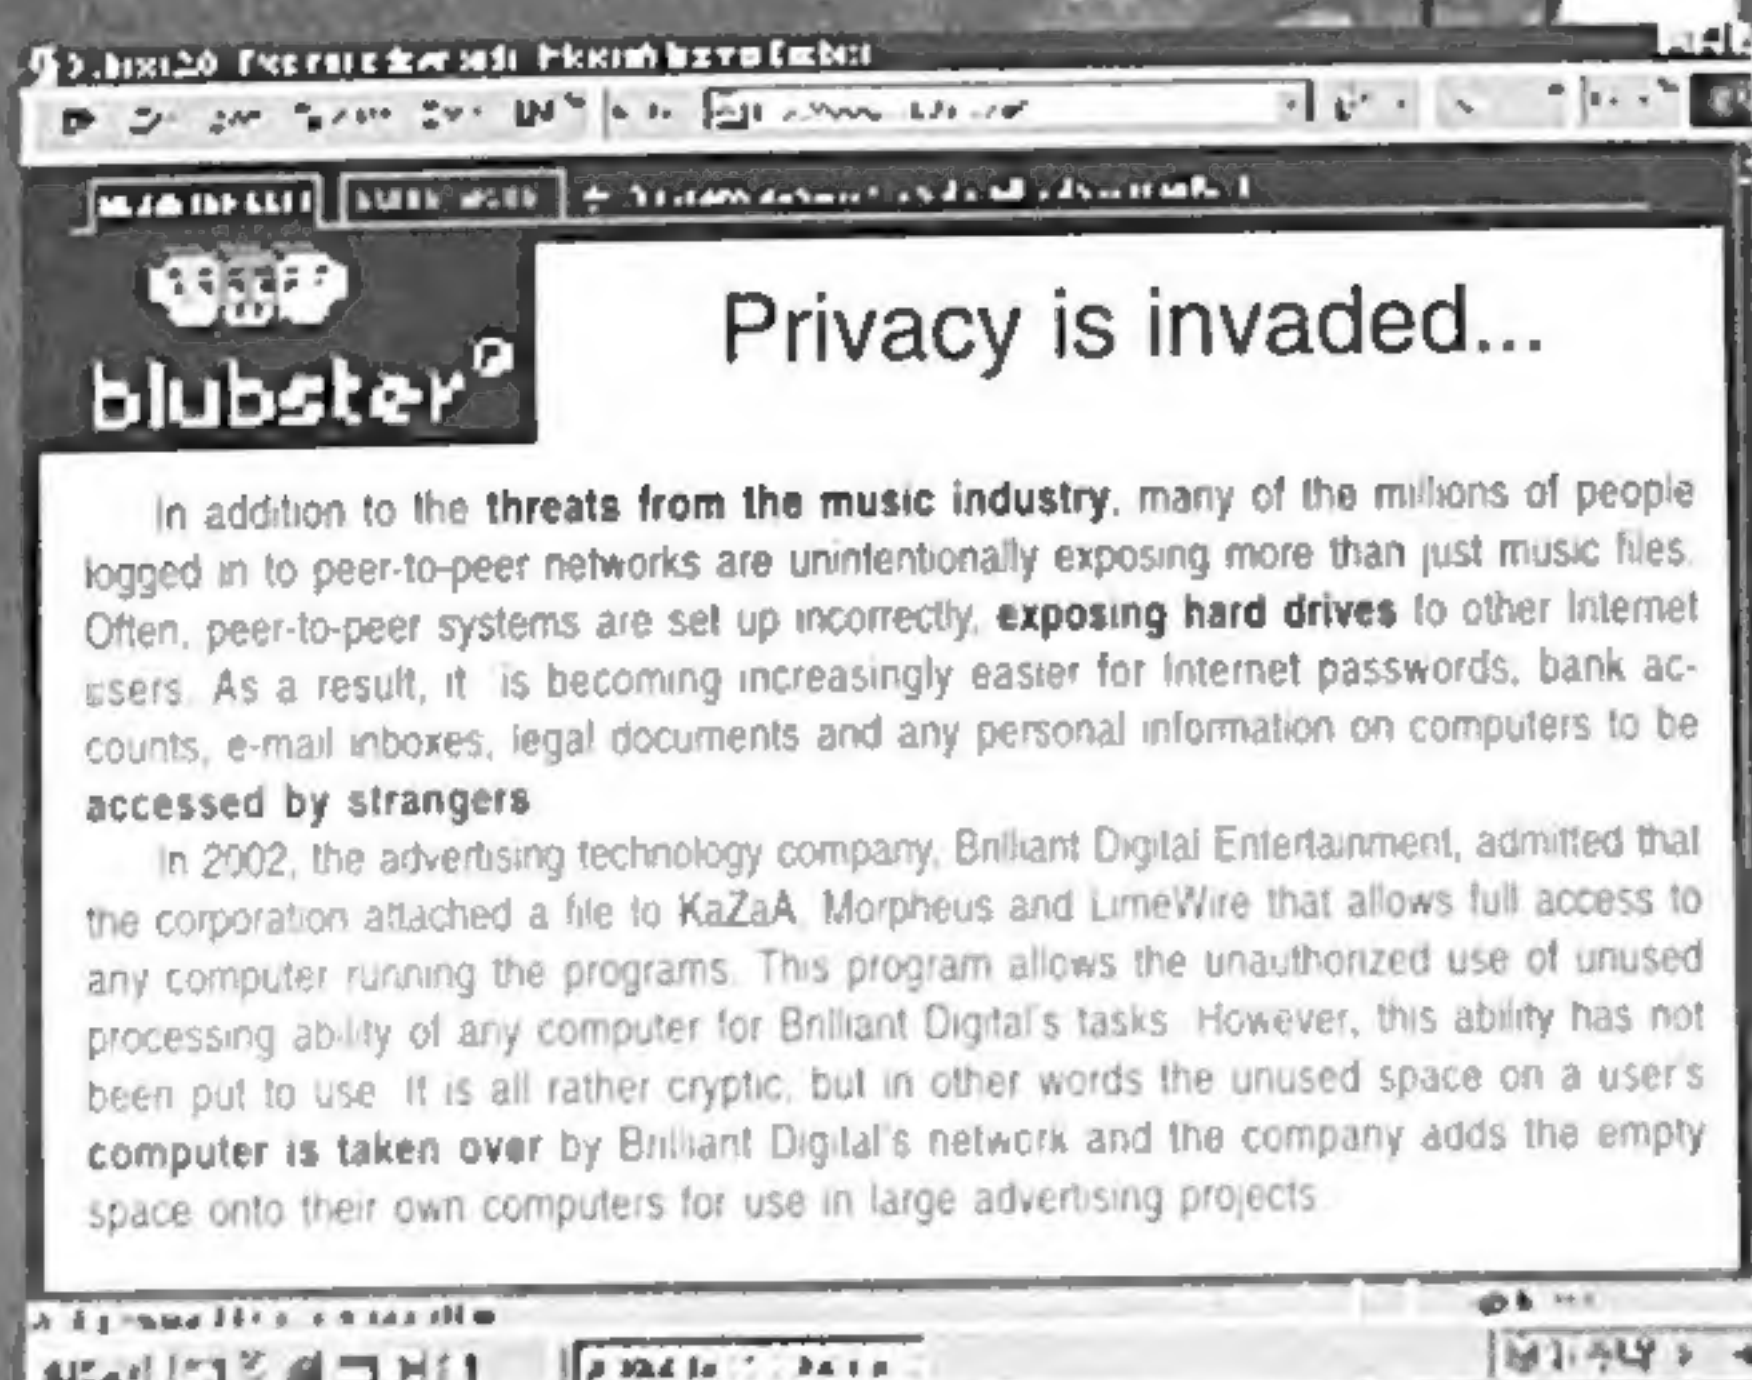 blubster
Privacy is invaded...
In addition to the threats from the music industry, many of the millions of people
logged in to peer-to-peer networks are unintentionally exposing more than just music files.
Often, peer-to-peer systems are set up incorrectly, exposing hard drives to other Internet
users. As a result, it is becoming increasingly easier for Internet passwords, bank ac-
counts, e-mail inboxes, legal documents and any personal information on computers to be
accessed by strangers
In 2002, the advertising technology company, Brilliant Digital Entertainment, admitted that
the corporation attached a file to KaZaA, Morpheus and LimeWire that allows full access to
any computer running the programs. This program allows the unauthorized use of unused
processing ability of any computer for Brilliant Digital's tasks. However, this ability has not
been put to use. It is all rather cryptic, but in other words the unused space on a user's
computer is taken over by Brilliant Digital's network and the company adds the empty
space onto their own computers for use in large advertising projects